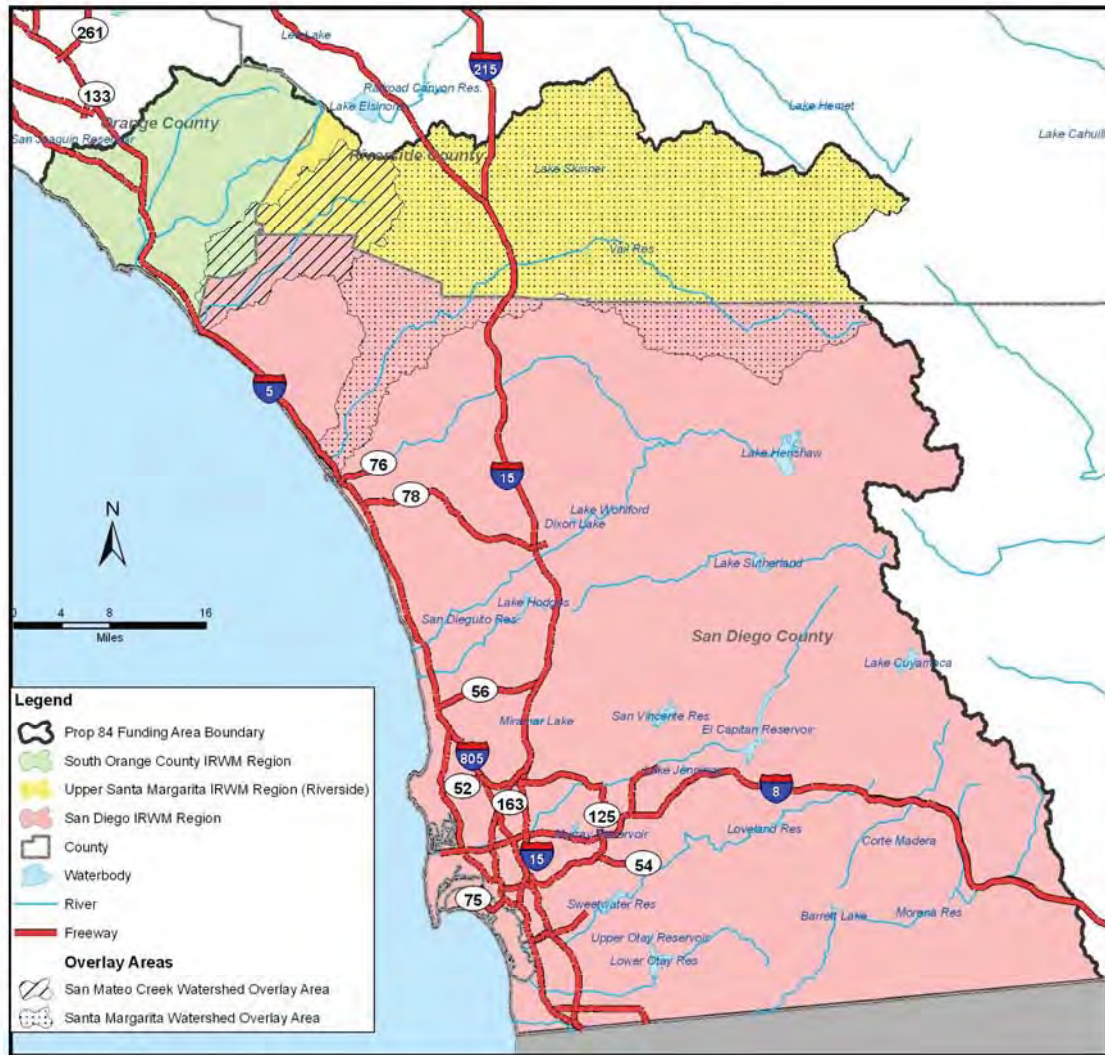 261
133
Lee Lake
215
Railroad Canyon Res.
Lake Elsinore
Orange County
San Joaquin Reservoir
Riverside County
Lake Hemet
Lake Cahuill
Lake Skinner
Vail Res
5
76
15
78
Lake Henshaw
Lake Wohlford
Dixon Lake
Lake Sutherland
N
0 4 8 16
Miles
Lake Hodges
San Dieguito Res
San Diego County
Lake Cuyamaca
56
Miramar Lake
San Vincente Res
El Capitan Reservoir
805
52
163
Lake Jennings
8
125
Murray Reservoir
Loveland Res
Corte Madera
15
54
75
Sweetwater Res
Barrett Lake
Morena Res
Upper Otay Reservoir
Lower Otay Res
Legend
Prop 84 Funding Area Boundary
South Orange County IRWM Region
Upper Santa Margarita IRWM Region (Riverside)
San Diego IRWM Region
County
Waterbody
River
Freeway
Overlay Areas
San Mateo Creek Watershed Overlay Area
Santa Margarita Watershed Overlay Area